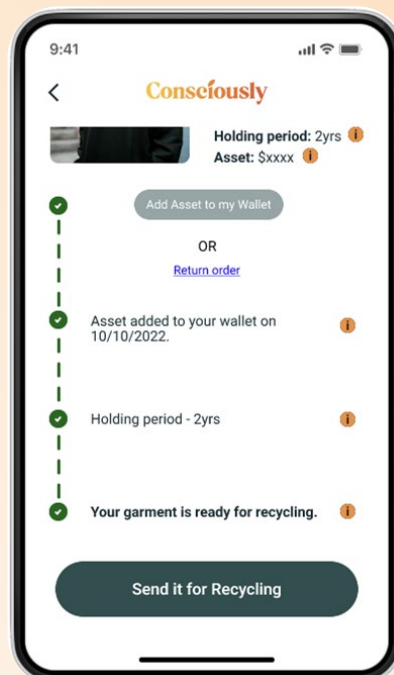 9:41
Consciously
Holding period: 2yrs i
Asset: $xxxx i
Add Asset to my Wallet
OR
Return order
Asset added to your wallet on i
10/10/2022.
Holding period - 2yrs i
Your garment is ready for recycling. i
Send it for Recycling